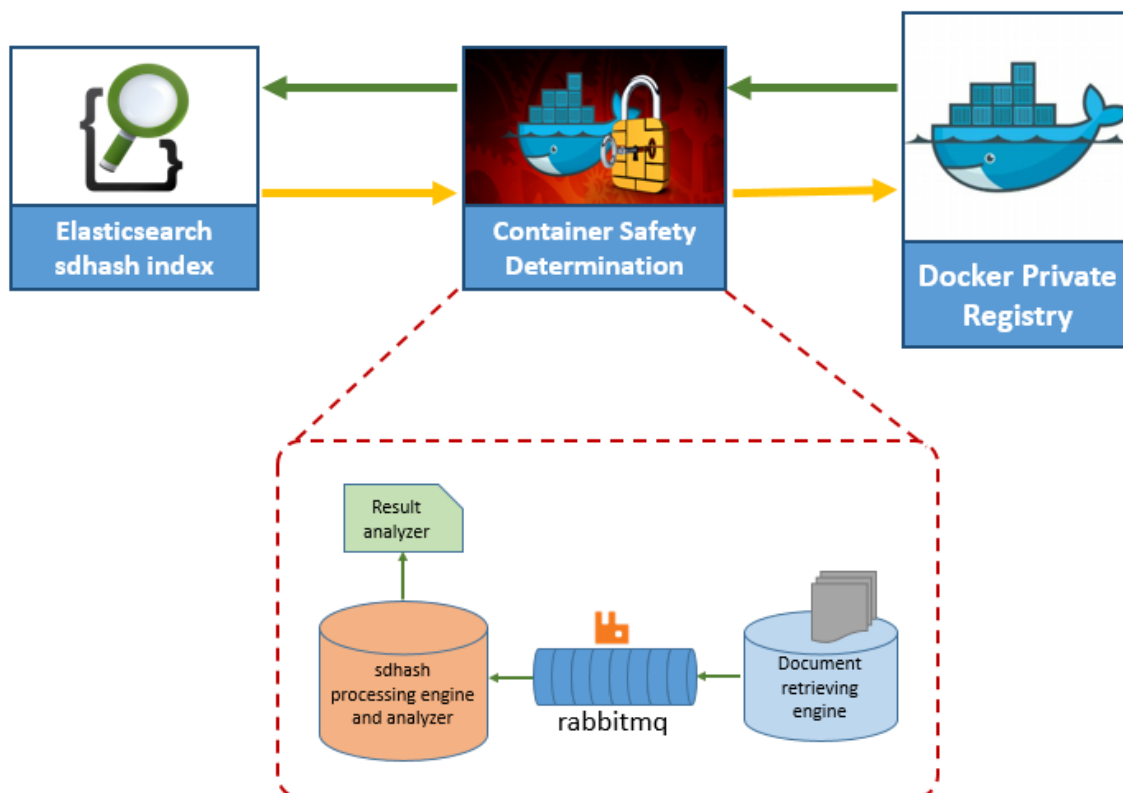 Elasticsearch
sdhash index
Container Safety
Determination
Docker Private
Registry
Result
analyzer
sdhash
processing engine
and analyzer
rabbitmq
Document
retrieving
engine